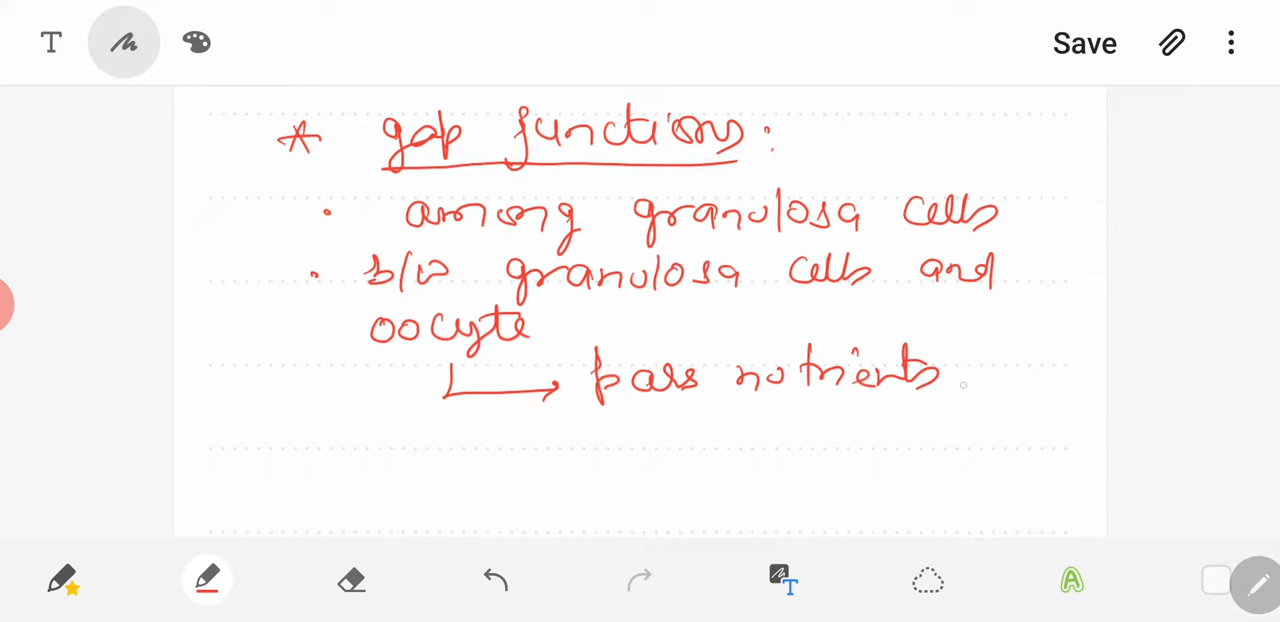 T Save
* gap junctions:
• among granulosa cells
• b/w granulosa cells and
oocyte
↳ pass nutrients
T
A